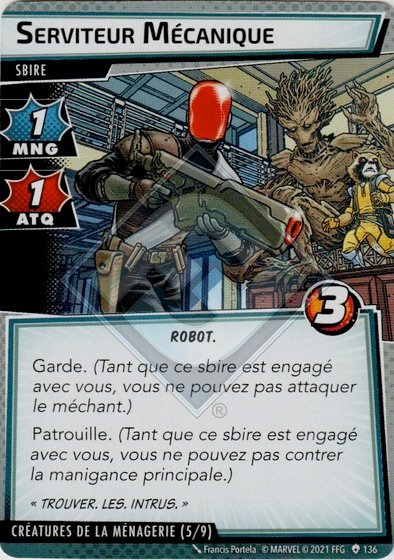 Serviteur Mécanique
SBIRE
1
MNG
1
ATQ
3
ROBOT.
Garde. (Tant que ce sbire est engagé
avec vous, vous ne pouvez pas attaquer
le méchant.)
Patrouille. (Tant que ce sbire est engagé
avec vous, vous ne pouvez pas contrer
la manigance principale.)
« TROUVER. LES. INTRUS. »
CRÉATURES DE LA MÉNAGERIE (5/9)
Francis Portela © MARVEL © 2021 FFG 136
®